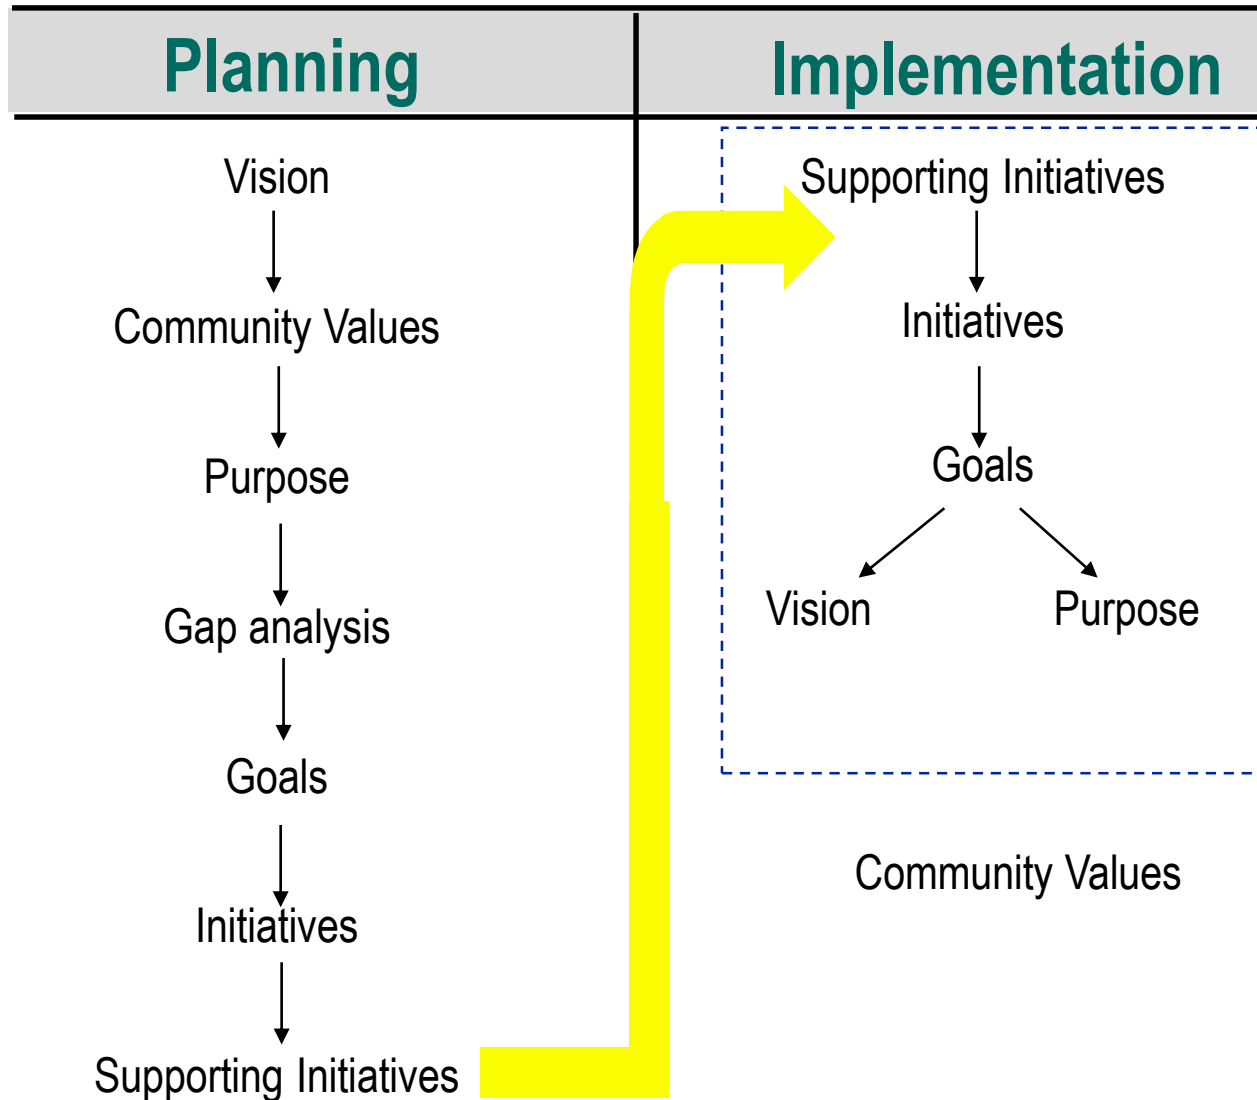 Planning
Implementation
Vision
Community Values
Purpose
Gap analysis
Goals
Initiatives
Supporting Initiatives
Supporting Initiatives
Initiatives
Goals
Vision
Purpose
Community Values